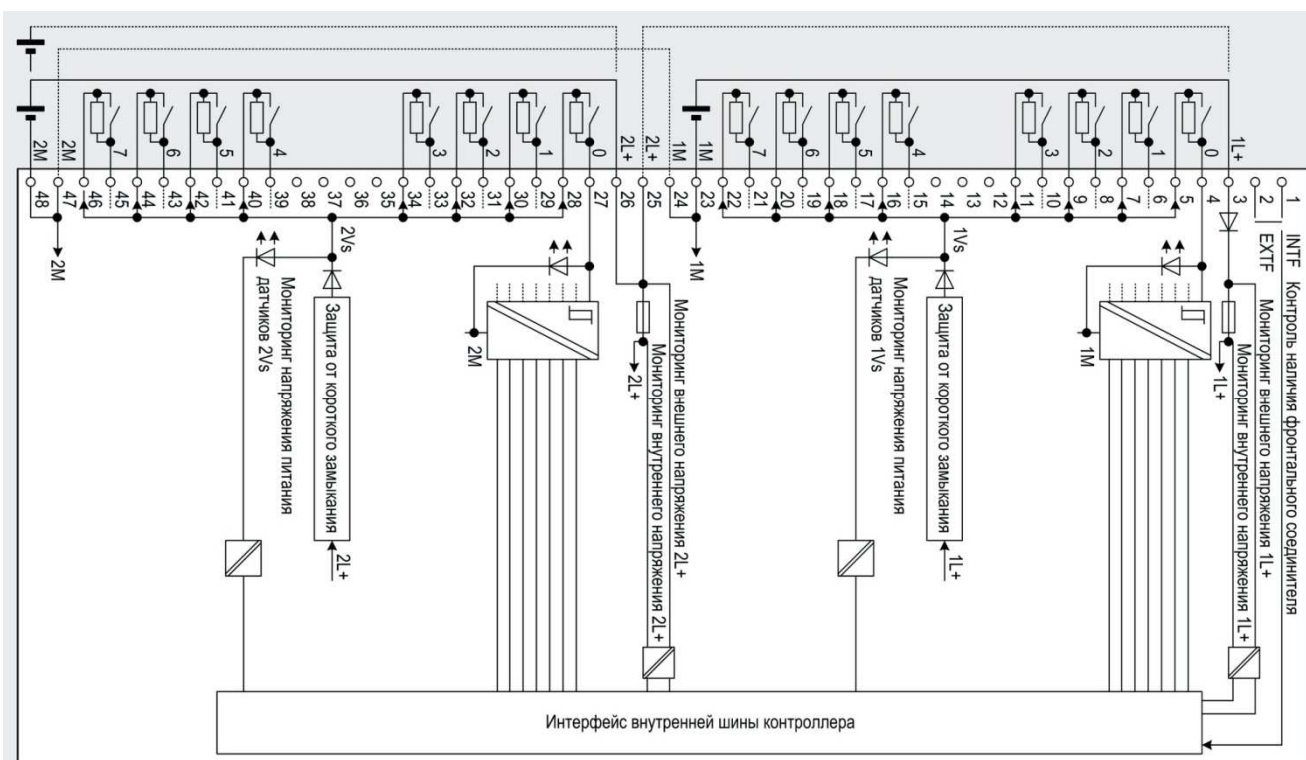 1 INTF Контроль наличия фронтального соединителя
2 EXTF Мониторинг внешнего напряжения 1L+
1L+ 3 Мониторинг внутреннего напряжения 1L+
1L+
0 4
5
1 6
7
2 8
9
3 10
11
1M
12
13
14 1Vs Защита от короткого замыкания 1L+
4 15
16 Мониторинг напряжения питания
датчиков 1Vs
5 17
18
6 19
20
7 21
22
1M 23 1M
1M 24
2L+ 25 Мониторинг внешнего напряжения 2L+
Мониторинг внутреннего напряжения 2L+
2L+
2L+ 26
0 27
28
1 29
30
2 31
32
3 33
34
2M
35
36
37 2Vs Защита от короткого замыкания 2L+
38
4 39
40 Мониторинг напряжения питания
датчиков 2Vs
5 41
42
6 43
44
7 45
46
2M 47 2M
2M 48
Интерфейс внутренней шины контроллера